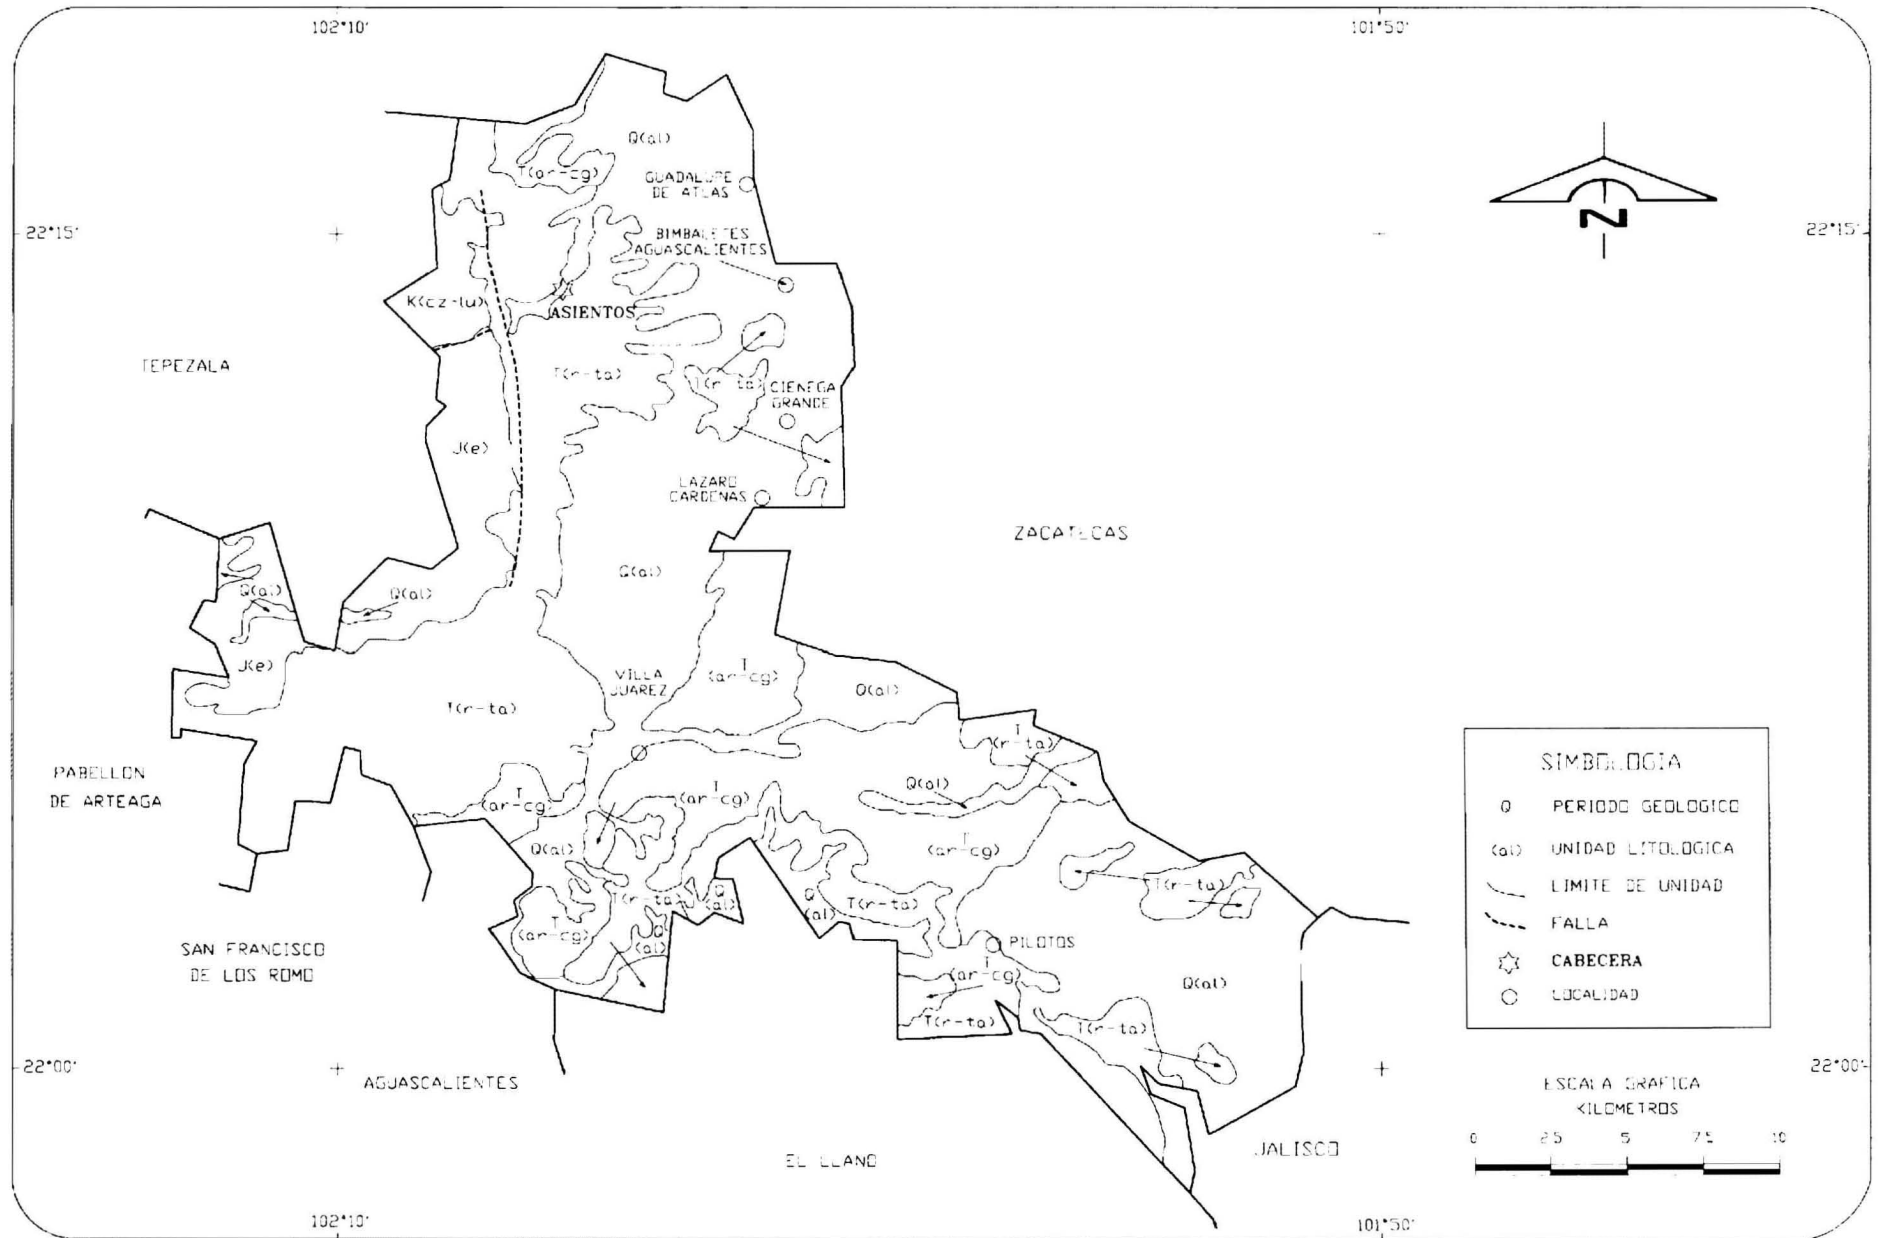 102°10'
101°50'
Q(al)
T(ar-cg)
GUADALUPE
DE ATLAS
22°15'
22°15'
BIMBALETES
AGUASCALIENTES
N
K(cz-lu)
ASIENTOS
TEPEZALA
T(r-ta)
T(r-ta)
CIENEGA
GRANDE
J(e)
LAZARO
CARDENAS
ZACATECAS
Q(al)
Q(al)
Q(al)
J(e)
VILLA
JUAREZ
T
(ar-cg)
Q(al)
T(r-ta)
T
(r-ta)
PABELLON
DE ARTEAGA
T
(ar-cg)
T
(ar-cg)
Q(al)
Q(al)
T
(ar-cg)
T(r-ta)
Q
(al)
Q
(al)
T(r-ta)
T(r-ta)
T
(ar-cg)
Q
(al)
SAN FRANCISCO
DE LOS ROMO
PILOTOS
T
(ar-cg)
Q(al)
T(r-ta)
T(r-ta)
SIMBOLOGIA
Q PERIODO GEOLOGICO
(al) UNIDAD LITOLOGICA
LIMITE DE UNIDAD
FALLA
CABECERA
LOCALIDAD
22°00'
22°00'
AGUASCALIENTES
ESCALA GRAFICA
KILOMETROS
0 2.5 5 7.5 10
EL LLANO
JALISCO
102°10'
101°50'